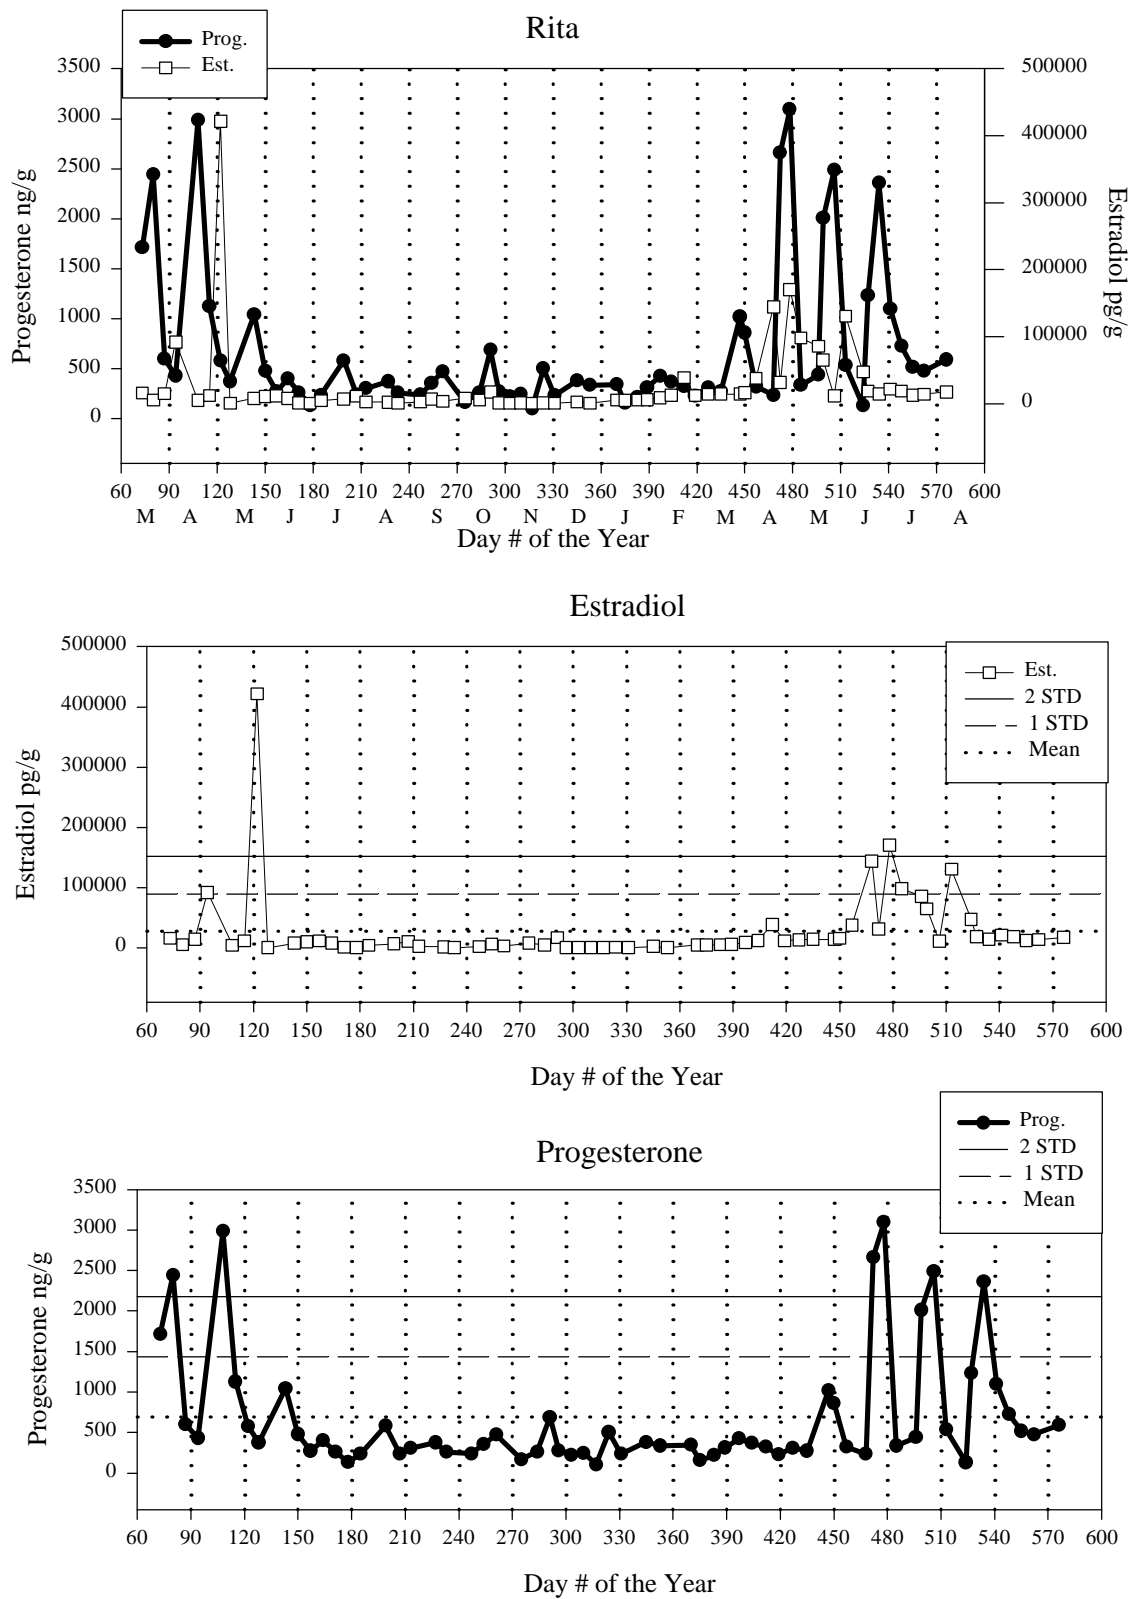 Rita
Prog.
Est.
3500
3000
2500
2000
1500
1000
500
0
Progesterone ng/g
500000
400000
300000
200000
100000
0
Estradiol pg/g
60 90 120 150 180 210 240 270 300 330 360 390 420 450 480 510 540 570 600
M A M J J A S O N D J F M A M J J A
Day # of the Year
Estradiol
Est.
2 STD
1 STD
Mean
500000
400000
300000
200000
100000
0
Estradiol pg/g
60 90 120 150 180 210 240 270 300 330 360 390 420 450 480 510 540 570 600
Day # of the Year
Progesterone
Prog.
2 STD
1 STD
Mean
3500
3000
2500
2000
1500
1000
500
0
Progesterone ng/g
60 90 120 150 180 210 240 270 300 330 360 390 420 450 480 510 540 570 600
Day # of the Year